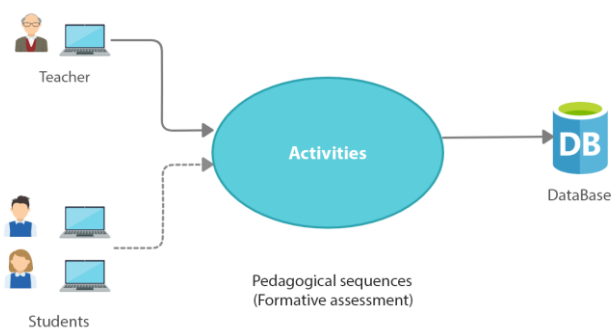 Teacher
Activities
DB
DataBase
Pedagogical sequences
(Formative assessment)
Students